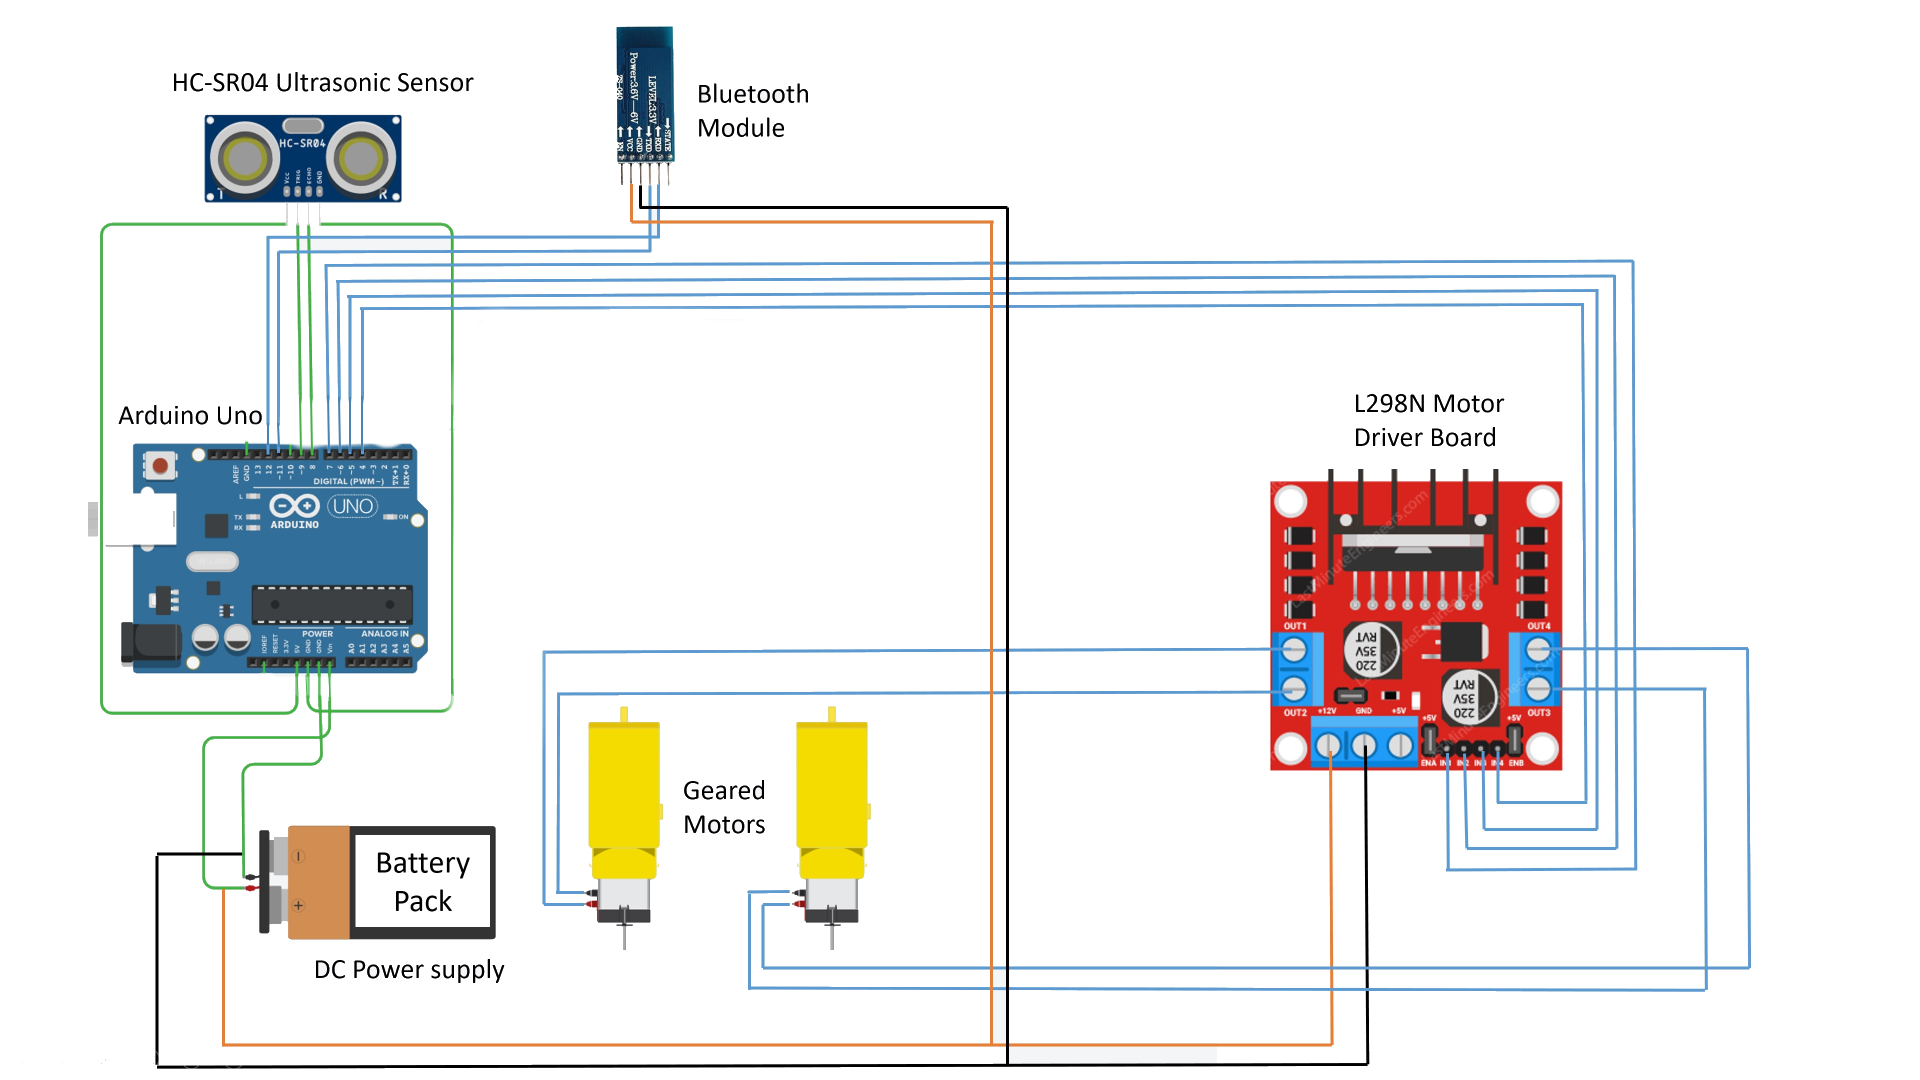 HC-SR04 Ultrasonic Sensor
HC-SR04
Vcc
TRIG
ECHO
GND
T
R
Power:3.6V---6V
LEVEL:3.3V
ZS-040
EN
VCC
GND
TXD
RXD
STATE
Bluetooth
Module
Arduino Uno
AREF
GND
13
12
~11
~10
~9
8
7
~6
~5
4
~3
2
TX→1
RX←0
DIGITAL (PWM~)
L
TX
RX
ARDUINO
UNO
ON
POWER
ANALOG IN
IOREF
RESET
3.3V
5V
GND
GND
Vin
A0
A1
A2
A3
A4
A5
L298N Motor
Driver Board
LastMinuteEngineers.com
LastMinuteEngineers.com
OUT1
OUT4
220
35V
RVT
220
35V
RVT
OUT2
+12V
GND
+5V
+5V
+5V
OUT3
ENA
IN1
IN2
IN3
IN4
ENB
Geared
Motors
Battery
Pack
−
+
DC Power supply